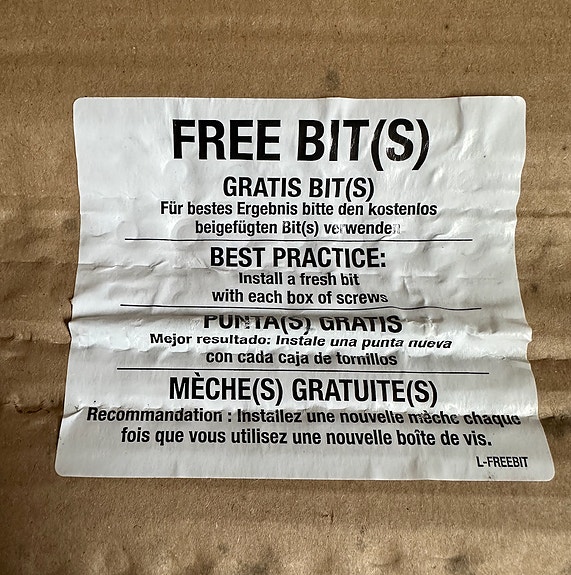 FREE BIT(S)
GRATIS BIT(S)
Für bestes Ergebnis bitte den kostenlos
beigefügten Bit(s) verwenden
BEST PRACTICE:
Install a fresh bit
with each box of screws
PUNTA(S) GRATIS
Mejor resultado: Instale una punta nueva
con cada caja de tornillos
MÈCHE(S) GRATUITE(S)
Recommandation : Installez une nouvelle mèche chaque
fois que vous utilisez une nouvelle boîte de vis.
L-FREEBIT